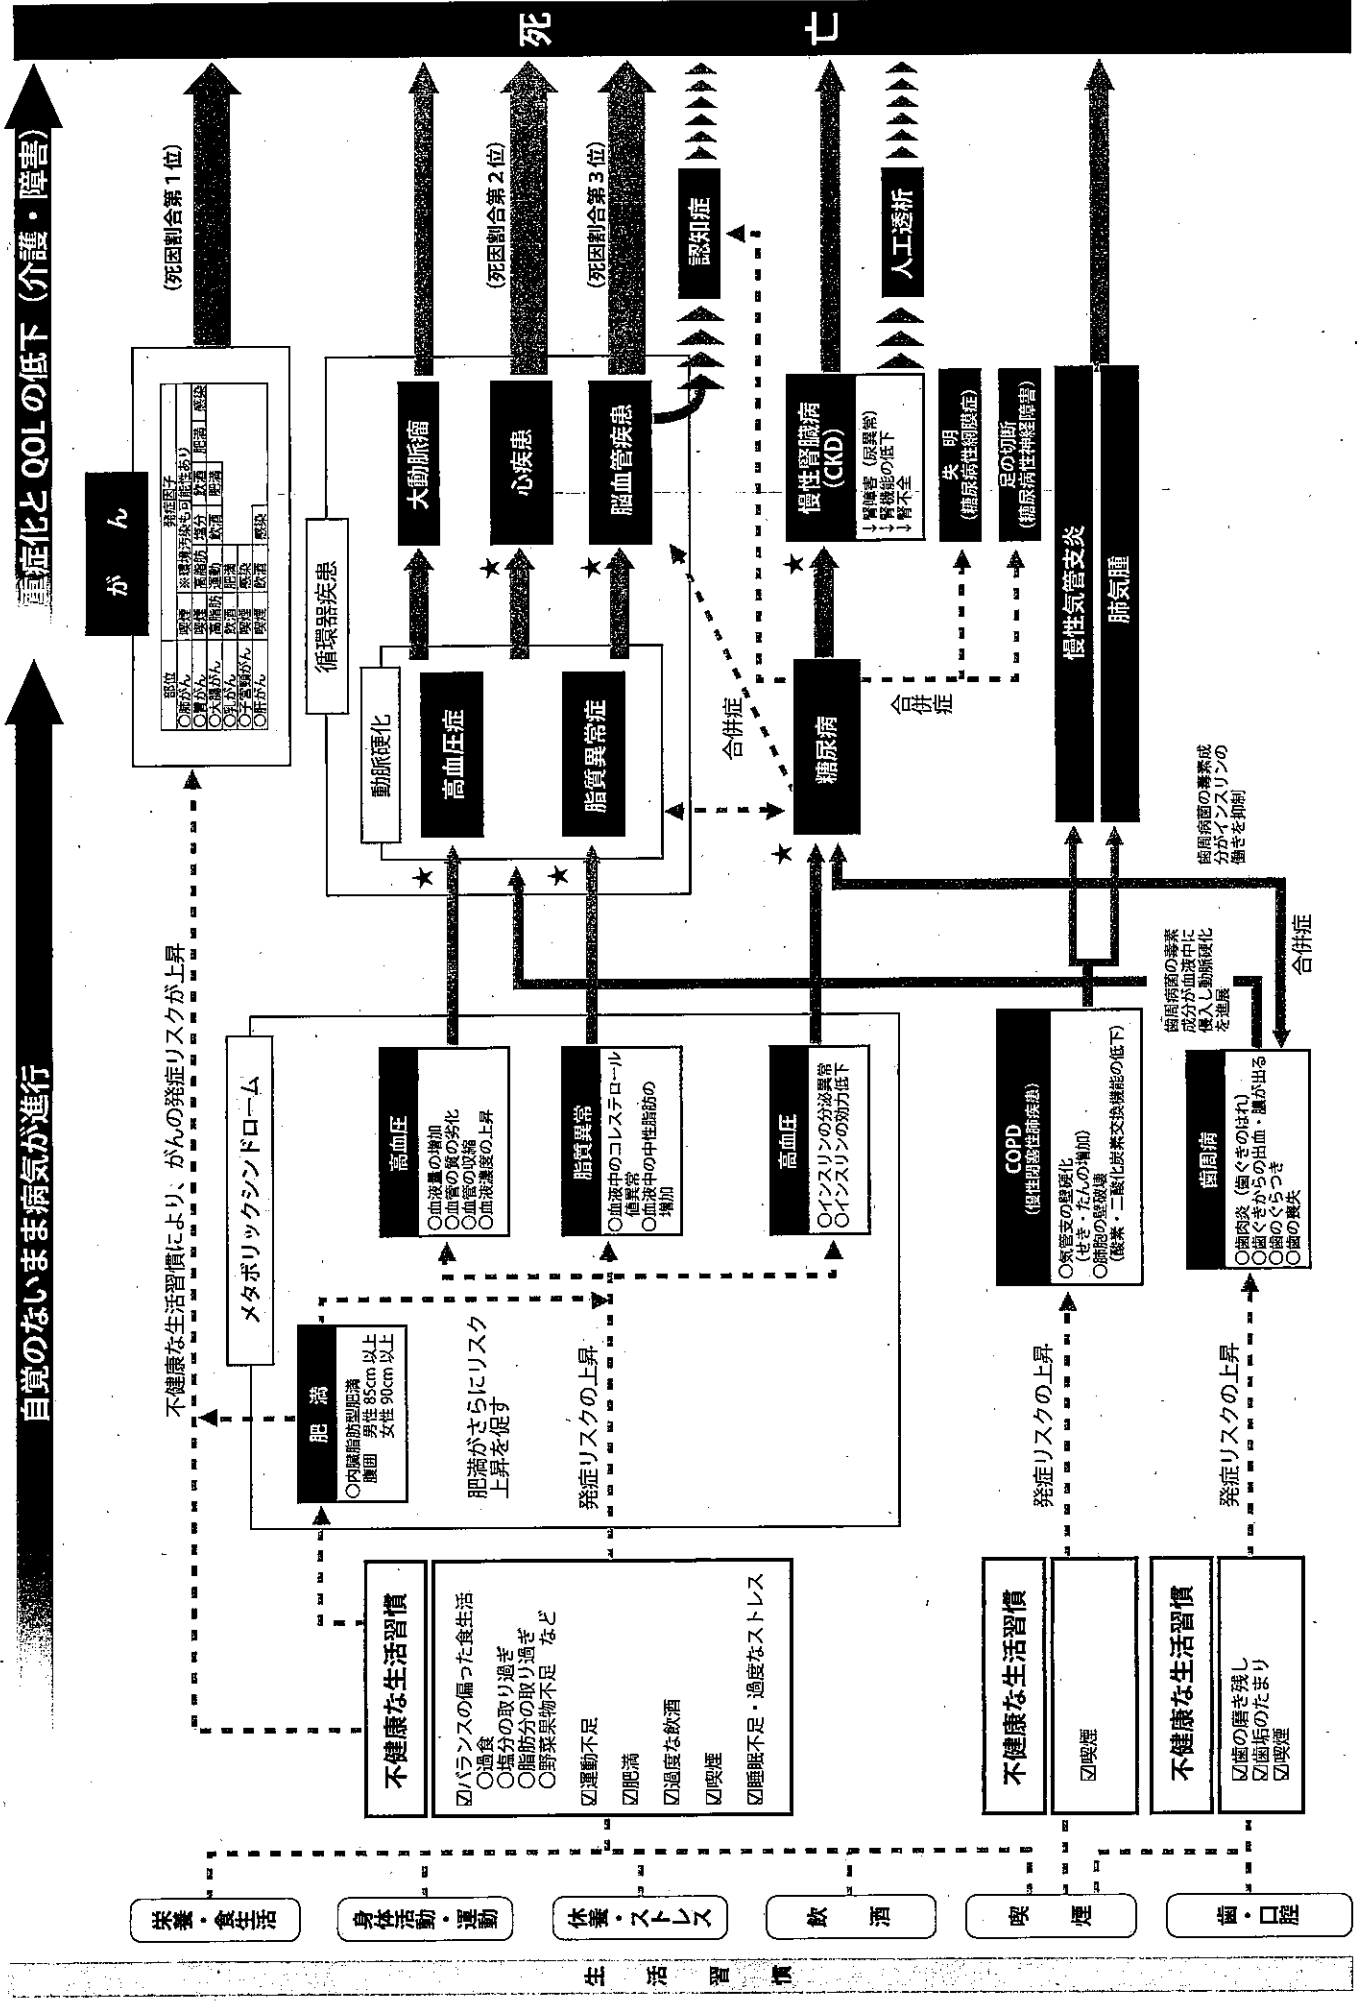 自覚のないまま病気が進行
重症化とQOLの低下（介護・障害）
死亡
生活習慣
栄養・食生活
身体活動・運動
休養・ストレス
飲酒
喫煙
歯・口腔
不健康な生活習慣
☑バランスの偏った食生活
○過食
○塩分の取り過ぎ
○脂肪分の取り過ぎ
○野菜果物不足 など
☑運動不足
☑肥満
☑過度な飲酒
☑喫煙
☑睡眠不足・過度なストレス
不健康な生活習慣
☑喫煙
不健康な生活習慣
☑歯の磨き残し
☑歯垢のたまり
☑喫煙
不健康な生活習慣により、がんの発症リスクが上昇
メタボリックシンドローム
肥満
○内臓脂肪型肥満
腹囲 男性 85cm 以上
女性 90cm 以上
肥満がさらにリスク
上昇を促す
発症リスクの上昇
発症リスクの上昇
発症リスクの上昇
高血圧
○血液量の増加
○血管の質の劣化
○血管の収縮
○血液濃度の上昇
脂質異常
○血液中のコレステロール
値異常
○血液中の中性脂肪の
増加
高血圧
○インスリンの分泌異常
○インスリンの効力低下
COPD
（慢性閉塞性肺疾患）
○気管支の壁硬化
（せき・たんの増加）
○肺胞の壁破壊
（酸素・二酸化炭素交換機能の低下）
歯周病
○歯肉炎（歯ぐきのはれ）
○歯ぐきからの出血・膿が出る
○歯のぐらつき
○歯の喪失
歯周病菌の毒素
成分が血液中に
侵入し動脈硬化
を進展
合併症
歯周病菌の毒素成
分がインスリンの
働きを抑制
がん
部位 発症因子
○肺がん 喫煙 ※環境汚染も可能性あり
○胃がん 喫煙 高脂肪 塩分 飲酒 肥満 感染
○大腸がん 高脂肪 運動 飲酒 肥満
○乳がん 飲酒 肥満
○子宮頸がん 喫煙 感染
○肝がん 喫煙 飲酒 感染
（死因割合第１位）
循環器疾患
動脈硬化
高血圧症
★
脂質異常症
★
大動脈瘤
心疾患
★
（死因割合第２位）
脳血管疾患
★
（死因割合第３位）
認知症
合併症
糖尿病
★
合併症
慢性腎臓病
（CKD）
★
↓腎障害（尿異常）
↓腎機能の低下
↓腎不全
人工透析
失明
（糖尿病性網膜症）
足の切断
（糖尿病性神経障害）
慢性気管支炎
肺気腫